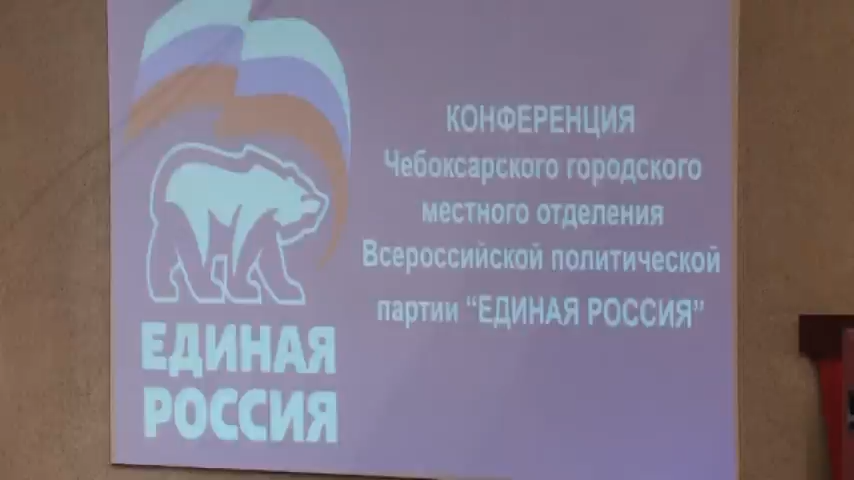 ЕДИНАЯ
РОССИЯ
КОНФЕРЕНЦИЯ
Чебоксарского городского
местного отделения
Всероссийской политической
партии “ЕДИНАЯ РОССИЯ”